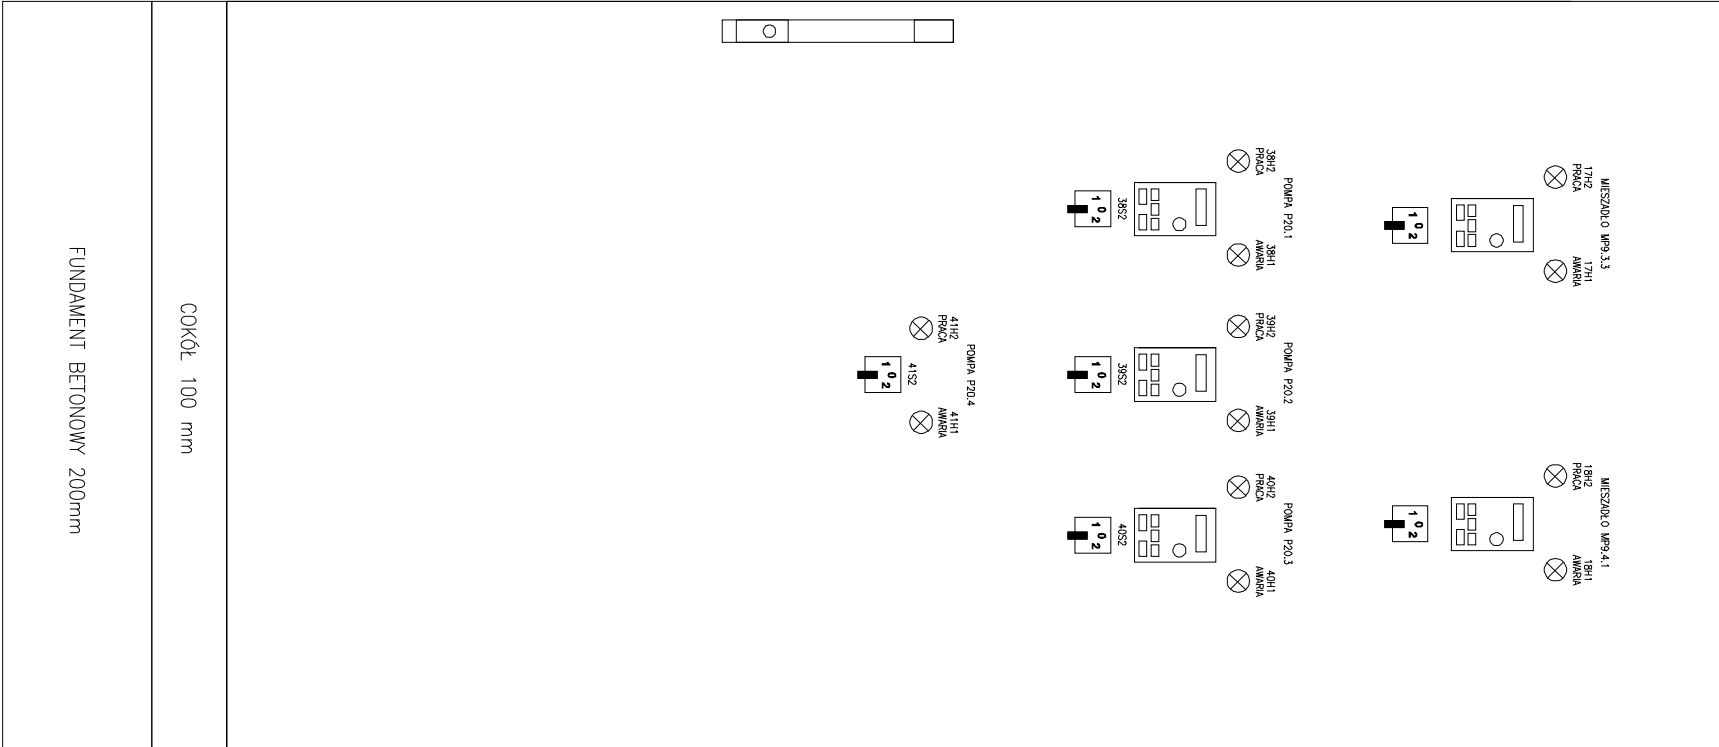 MIESZADŁO MP9.3.3
17H2
PRACA
17H1
AWARIA
1 0 2
MIESZADŁO MP9.4.1
18H2
PRACA
18H1
AWARIA
1 0 2
POMPA P20.1
38H2
PRACA
38H1
AWARIA
38S2
1 0 2
POMPA P20.2
39H2
PRACA
39H1
AWARIA
39S2
1 0 2
POMPA P20.3
40H2
PRACA
40H1
AWARIA
40S2
1 0 2
POMPA P20.4
41H2
PRACA
41H1
AWARIA
41S2
1 0 2
COKÓŁ 100 mm
FUNDAMENT BETONOWY 200mm